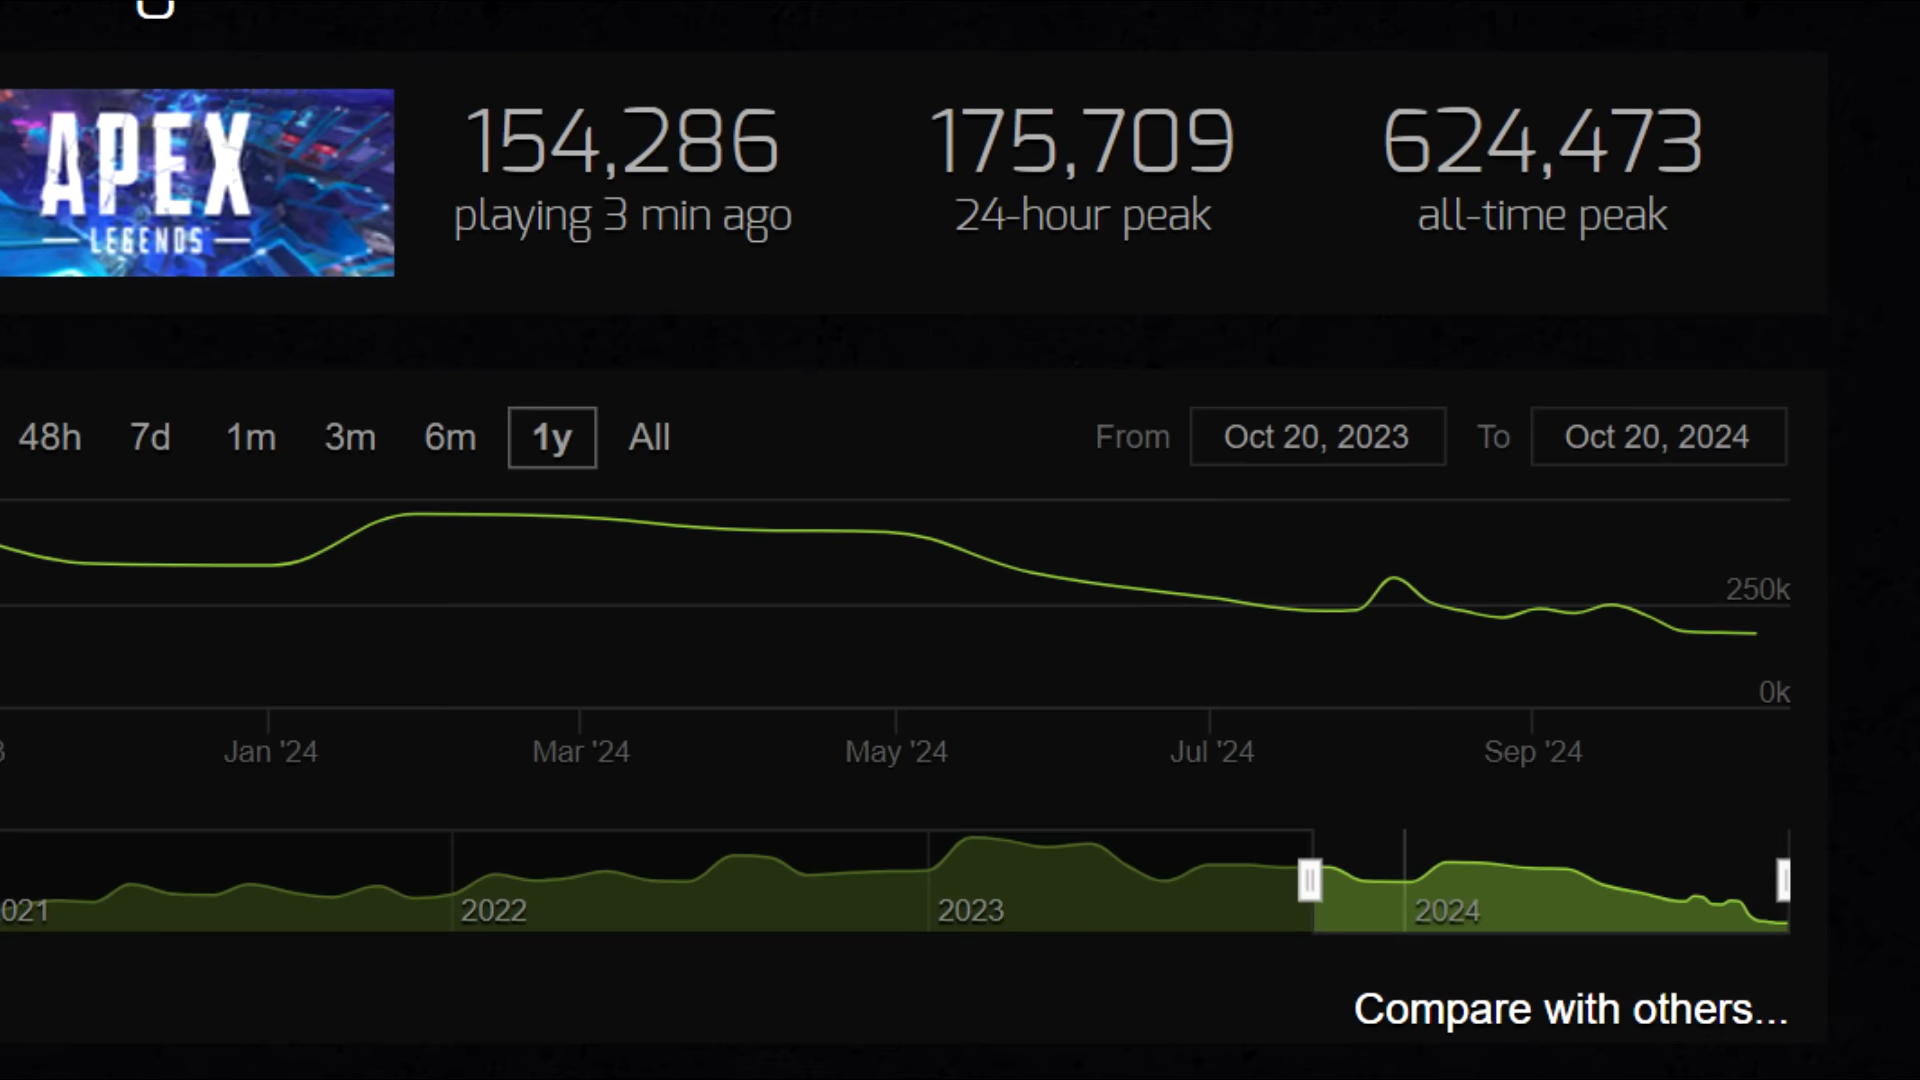 APEX
LEGENDS
154,286
playing 3 min ago
175,709
24-hour peak
624,473
all-time peak
48h 7d 1m 3m 6m 1y All
From Oct 20, 2023 To Oct 20, 2024
250k
0k
Jan '24 Mar '24 May '24 Jul '24 Sep '24
021 2022 2023 2024
Compare with others...